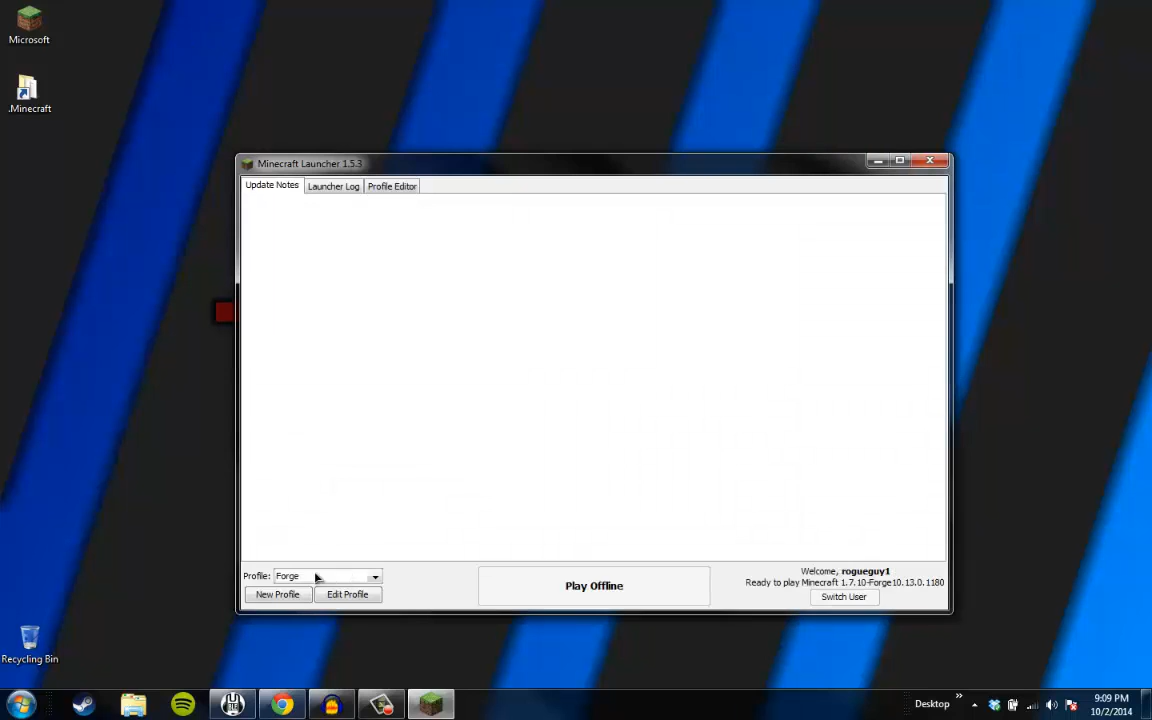 Microsoft
.Minecraft
Minecraft Launcher 1.5.3
Update Notes
Launcher Log
Profile Editor
Profile:
Forge
New Profile
Edit Profile
Play Offline
Welcome, rogueguy1
Ready to play Minecraft 1.7.10-Forge10.13.0.1180
Switch User
Recycling Bin
Desktop
9:09 PM
10/2/2014